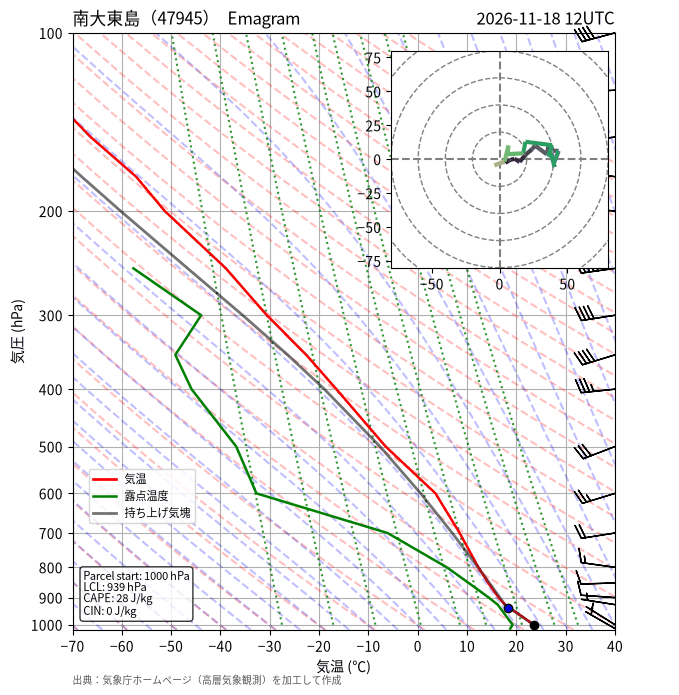 南大東島（47945） Emagram
2026-11-18 12UTC
100
200
300
400
500
600
700
800
900
1000
気圧 (hPa)
75
50
25
0
−25
−50
−75
−50
0
50
気温
露点温度
持ち上げ気塊
Parcel start: 1000 hPa
LCL: 939 hPa
CAPE: 28 J/kg
CIN: 0 J/kg
−70
−60
−50
−40
−30
−20
−10
0
10
20
30
40
気温 (℃)
出典：気象庁ホームページ（高層気象観測）を加工して作成